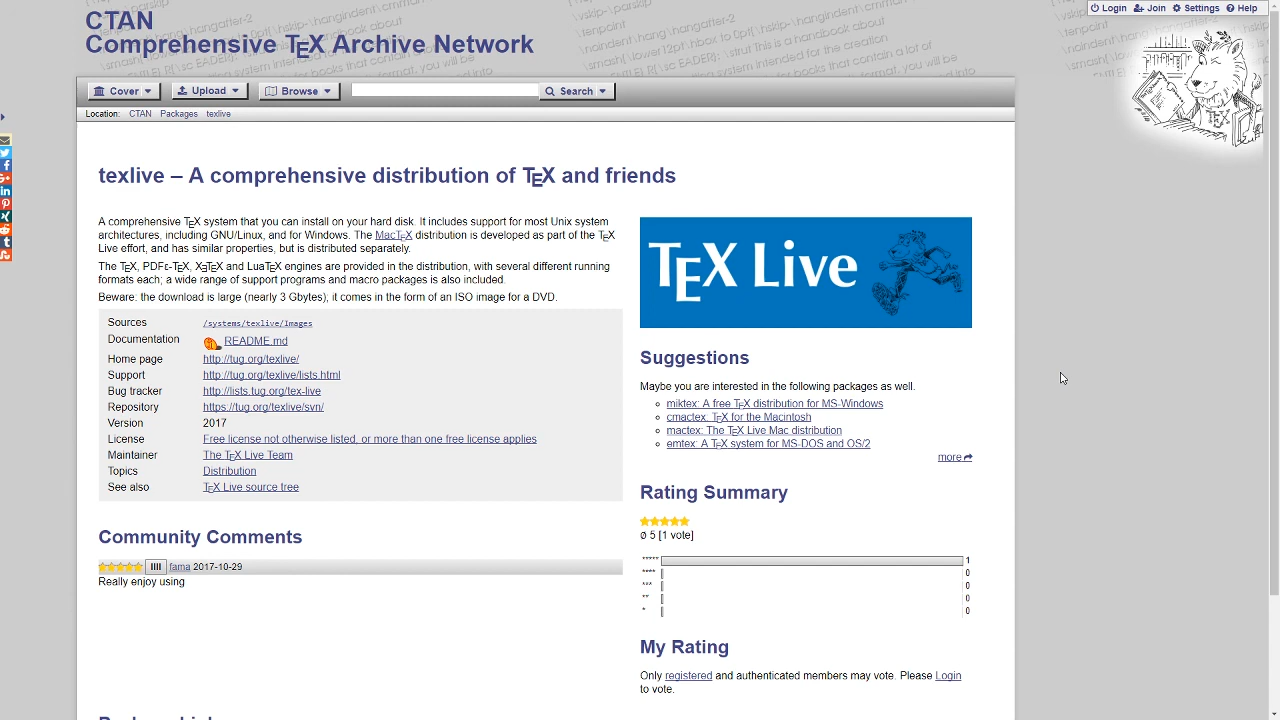 Login Join Settings Help
CTAN
Comprehensive TEX Archive Network
Cover Upload Browse Search
Location: CTAN Packages texlive
texlive – A comprehensive distribution of TEX and friends
A comprehensive TEX system that you can install on your hard disk. It includes support for most Unix system
architectures, including GNU/Linux, and for Windows. The MacTEX distribution is developed as part of the TEX
Live effort, and has similar properties, but is distributed separately.
The TEX, PDFε-TEX, XƎTEX and LuaTEX engines are provided in the distribution, with several different running
formats each; a wide range of support programs and macro packages is also included.
Beware: the download is large (nearly 3 Gbytes); it comes in the form of an ISO image for a DVD.
Sources /systems/texlive/Images
Documentation README.md
Home page http://tug.org/texlive/
Support http://tug.org/texlive/lists.html
Bug tracker http://lists.tug.org/tex-live
Repository https://tug.org/texlive/svn/
Version 2017
License Free license not otherwise listed, or more than one free license applies
Maintainer The TEX Live Team
Topics Distribution
See also TEX Live source tree
Community Comments
fama 2017-10-29
Really enjoy using
TEX Live
Suggestions
Maybe you are interested in the following packages as well.
miktex: A free TEX distribution for MS-Windows
cmactex: TEX for the Macintosh
mactex: The TEX Live Mac distribution
emtex: A TEX system for MS-DOS and OS/2
more
Rating Summary
ø 5 [1 vote]
***** 1
**** 0
*** 0
** 0
* 0
My Rating
Only registered and authenticated members may vote. Please Login
to vote.